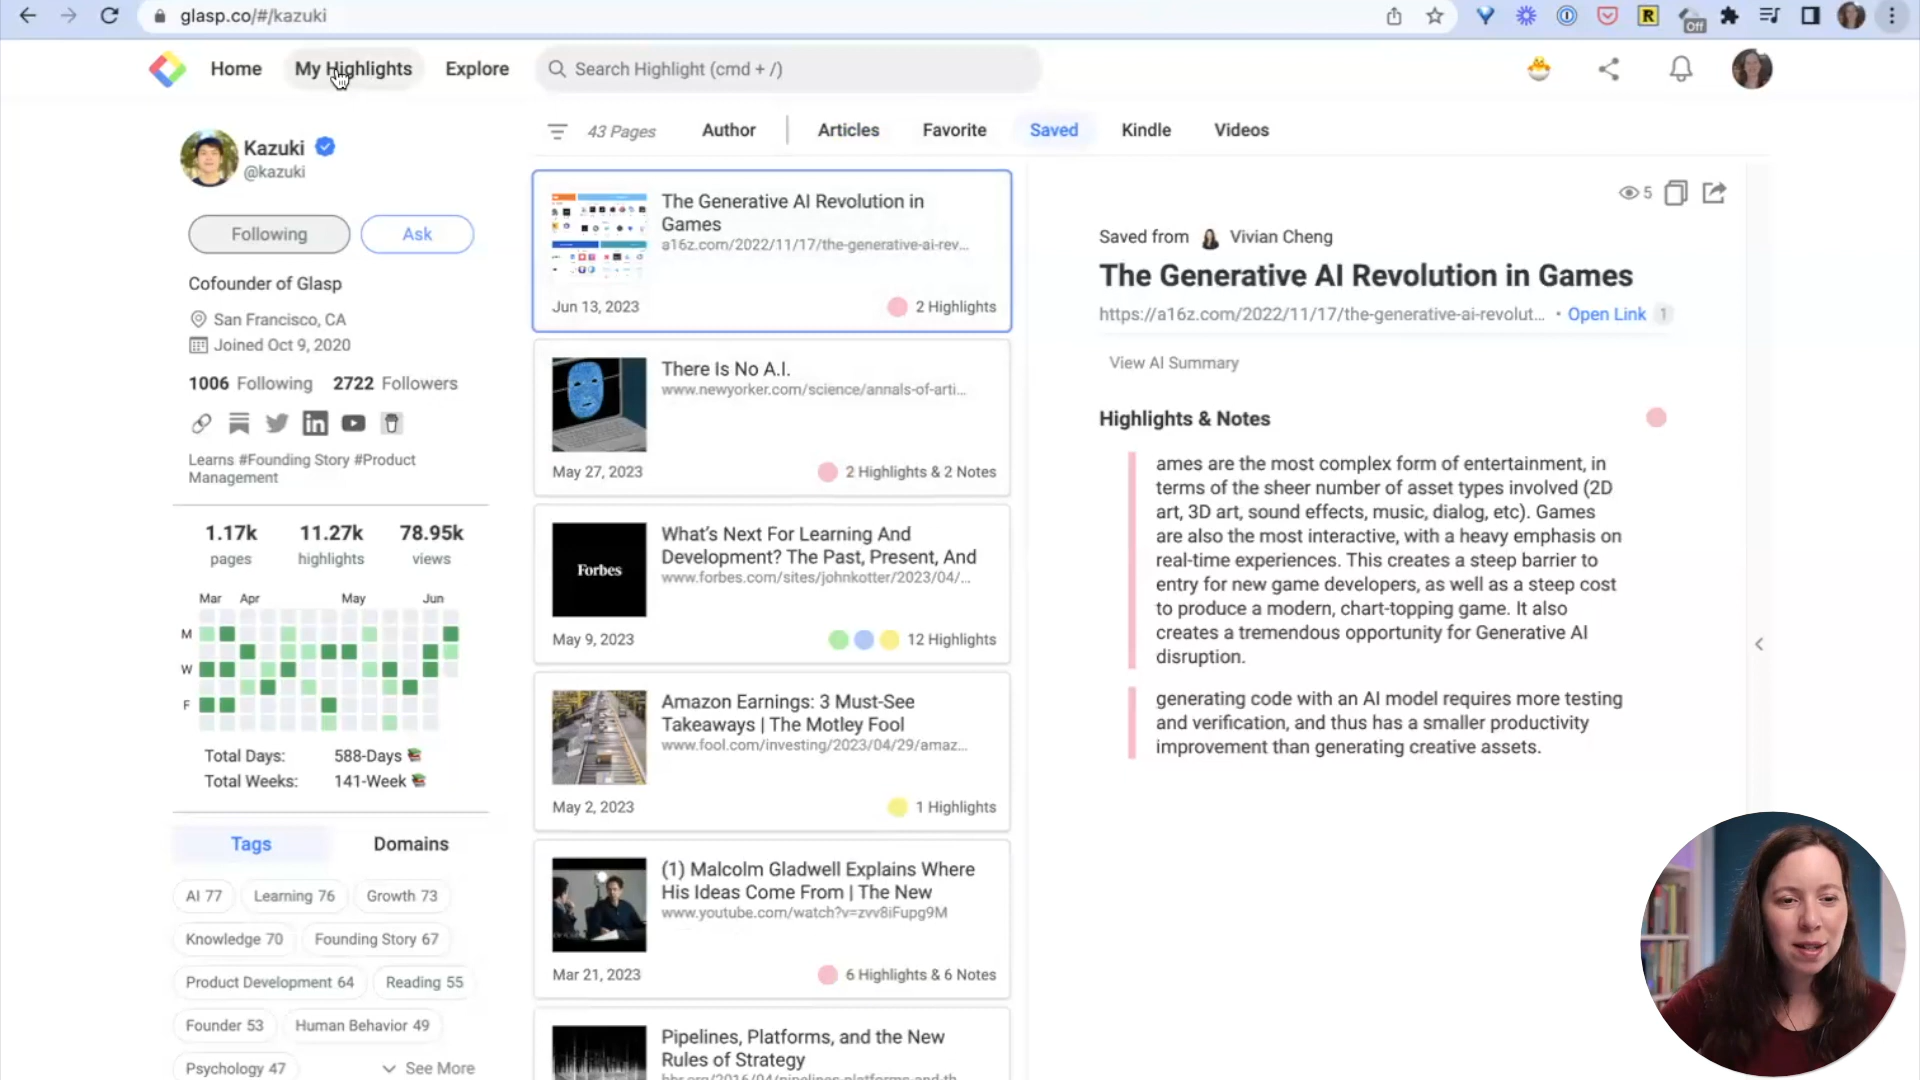 glasp.co/#/kazuki
Off
Home
My Highlights
Explore
Search Highlight (cmd + /)
Kazuki
@kazuki
Following
Ask
Cofounder of Glasp
San Francisco, CA
Joined Oct 9, 2020
1006 Following 2722 Followers
Learns #Founding Story #Product
Management
1.17k 11.27k 78.95k
pages highlights views
Mar Apr May Jun
M
W
F
Total Days: 588-Days
Total Weeks: 141-Week
Tags
Domains
AI 77 Learning 76 Growth 73
Knowledge 70 Founding Story 67
Product Development 64 Reading 55
Founder 53 Human Behavior 49
Psychology 47 See More
43 Pages
Author
Articles
Favorite
Saved
Kindle
Videos
The Generative AI Revolution in
Games
a16z.com/2022/11/17/the-generative-ai-rev...
Jun 13, 2023
2 Highlights
There Is No A.I.
www.newyorker.com/science/annals-of-arti...
May 27, 2023
2 Highlights & 2 Notes
Forbes
What's Next For Learning And
Development? The Past, Present, And
www.forbes.com/sites/johnkotter/2023/04/...
May 9, 2023
12 Highlights
Amazon Earnings: 3 Must-See
Takeaways | The Motley Fool
www.fool.com/investing/2023/04/29/amaz...
May 2, 2023
1 Highlights
(1) Malcolm Gladwell Explains Where
His Ideas Come From | The New
www.youtube.com/watch?v=zvv8iFupg9M
Mar 21, 2023
6 Highlights & 6 Notes
Pipelines, Platforms, and the New
Rules of Strategy
5
Saved from Vivian Cheng
The Generative AI Revolution in Games
https://a16z.com/2022/11/17/the-generative-ai-revolut... • Open Link 1
View AI Summary
Highlights & Notes
ames are the most complex form of entertainment, in
terms of the sheer number of asset types involved (2D
art, 3D art, sound effects, music, dialog, etc). Games
are also the most interactive, with a heavy emphasis on
real-time experiences. This creates a steep barrier to
entry for new game developers, as well as a steep cost
to produce a modern, chart-topping game. It also
creates a tremendous opportunity for Generative AI
disruption.
generating code with an AI model requires more testing
and verification, and thus has a smaller productivity
improvement than generating creative assets.